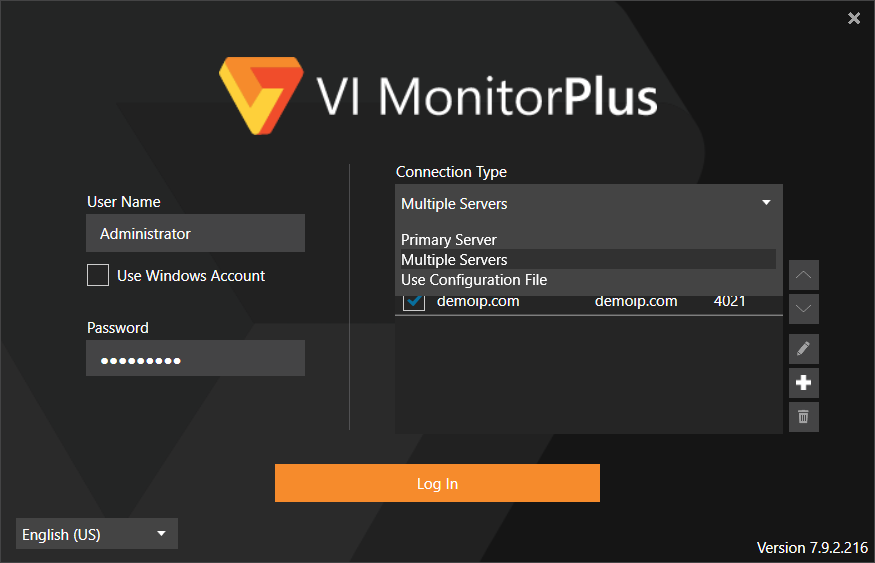 VI MonitorPlus
User Name
Administrator
Use Windows Account
Password
●●●●●●●●●
Connection Type
Multiple Servers
Primary Server
Multiple Servers
Use Configuration File
demoip.com demoip.com 4021
Log In
English (US)
Version 7.9.2.216